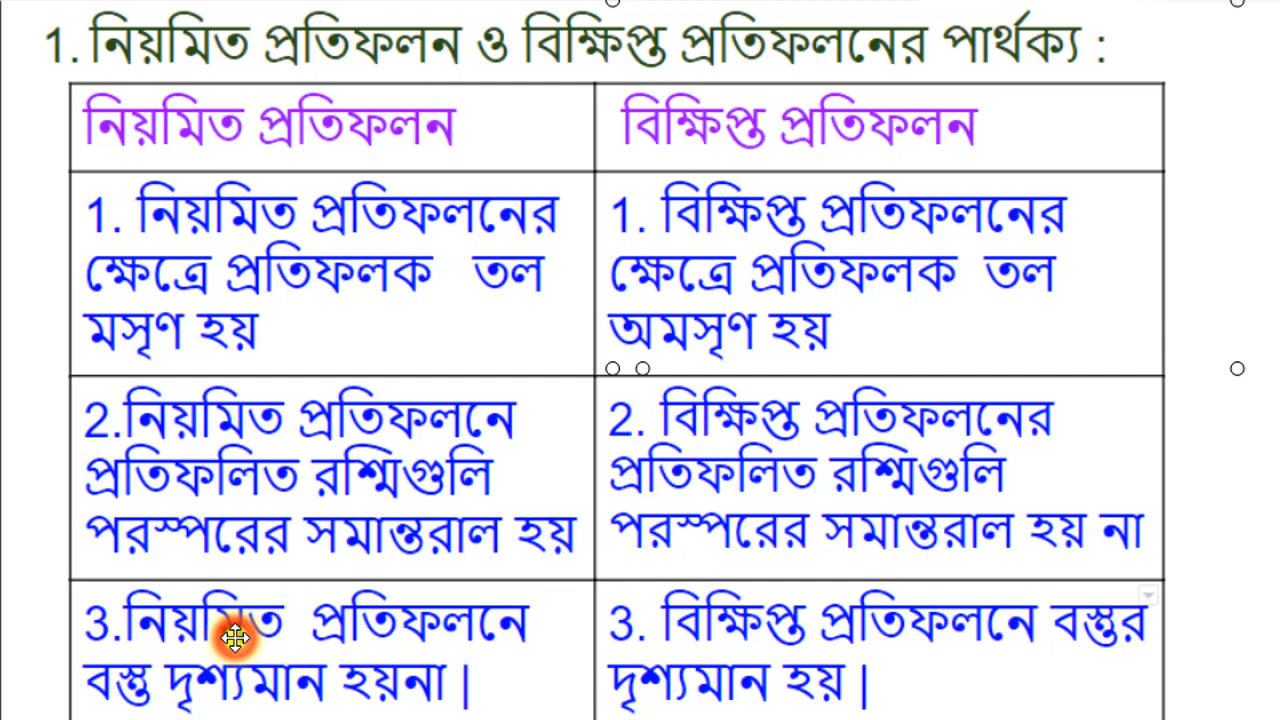 1. নিয়মিত প্রতিফলন ও বিক্ষিপ্ত প্রতিফলনের পার্থক্য :
নিয়মিত প্রতিফলন
বিক্ষিপ্ত প্রতিফলন
1. নিয়মিত প্রতিফলনের
ক্ষেত্রে প্রতিফলক তল
মসৃণ হয়
1. বিক্ষিপ্ত প্রতিফলনের
ক্ষেত্রে প্রতিফলক তল
অমসৃণ হয়
2.নিয়মিত প্রতিফলনে
প্রতিফলিত রশ্মিগুলি
পরস্পরের সমান্তরাল হয়
2. বিক্ষিপ্ত প্রতিফলনের
প্রতিফলিত রশ্মিগুলি
পরস্পরের সমান্তরাল হয় না
3.নিয়মিত প্রতিফলনে
বস্তু দৃশ্যমান হয়না |
3. বিক্ষিপ্ত প্রতিফলনে বস্তুর
দৃশ্যমান হয় |